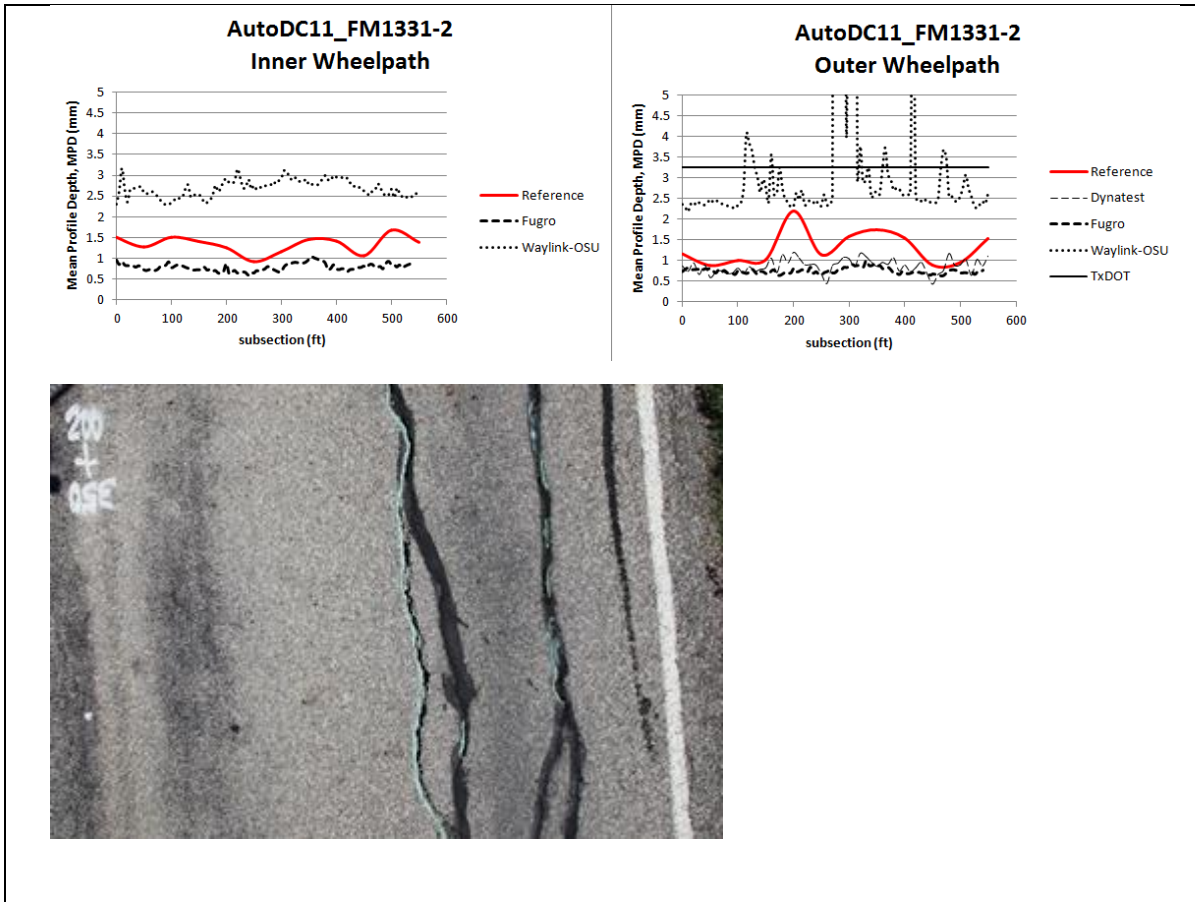 AutoDC11_FM1331-2
Inner Wheelpath
Mean Profile Depth, MPD (mm)
5
4.5
4
3.5
3
2.5
2
1.5
1
0.5
0
0 100 200 300 400 500 600
subsection (ft)
Reference
Fugro
Waylink-OSU
AutoDC11_FM1331-2
Outer Wheelpath
Mean Profile Depth, MPD (mm)
5
4.5
4
3.5
3
2.5
2
1.5
1
0.5
0
0 100 200 300 400 500 600
subsection (ft)
Reference
Dynatest
Fugro
Waylink-OSU
TxDOT
200
+
350